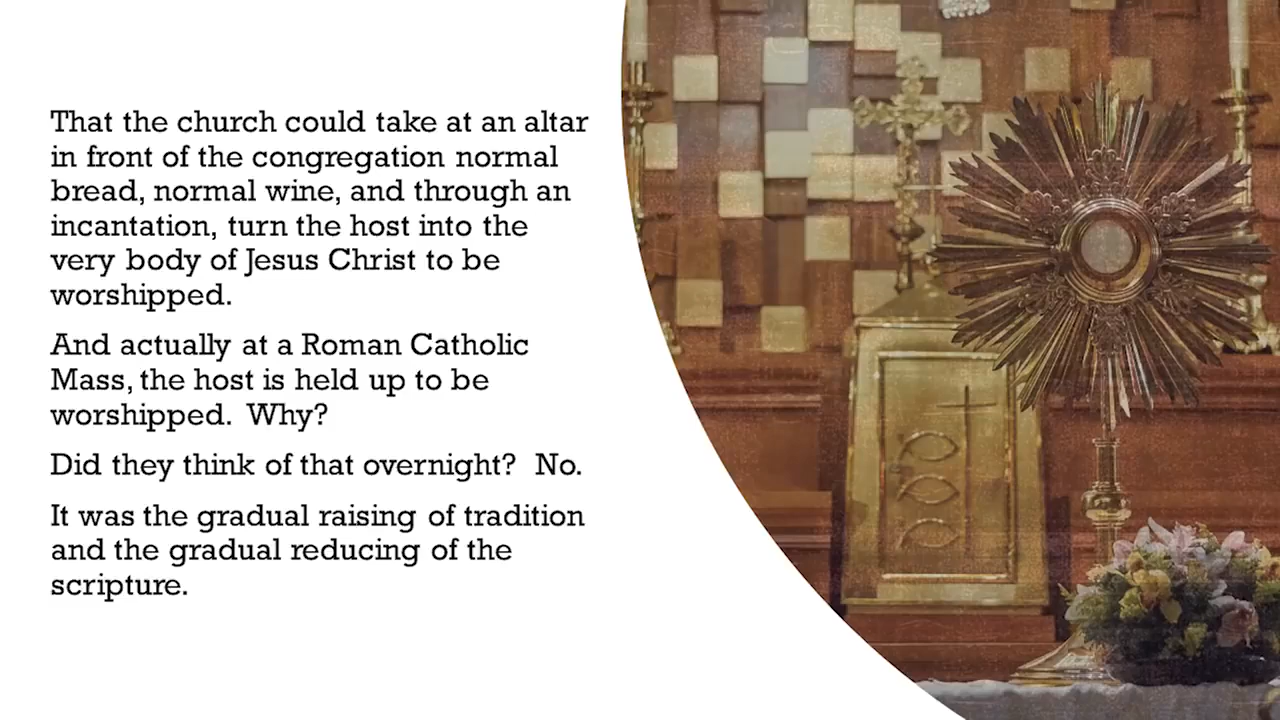 That the church could take at an altar
in front of the congregation normal
bread, normal wine, and through an
incantation, turn the host into the
very body of Jesus Christ to be
worshipped.
And actually at a Roman Catholic
Mass, the host is held up to be
worshipped.  Why?
Did they think of that overnight?  No.
It was the gradual raising of tradition
and the gradual reducing of the
scripture.